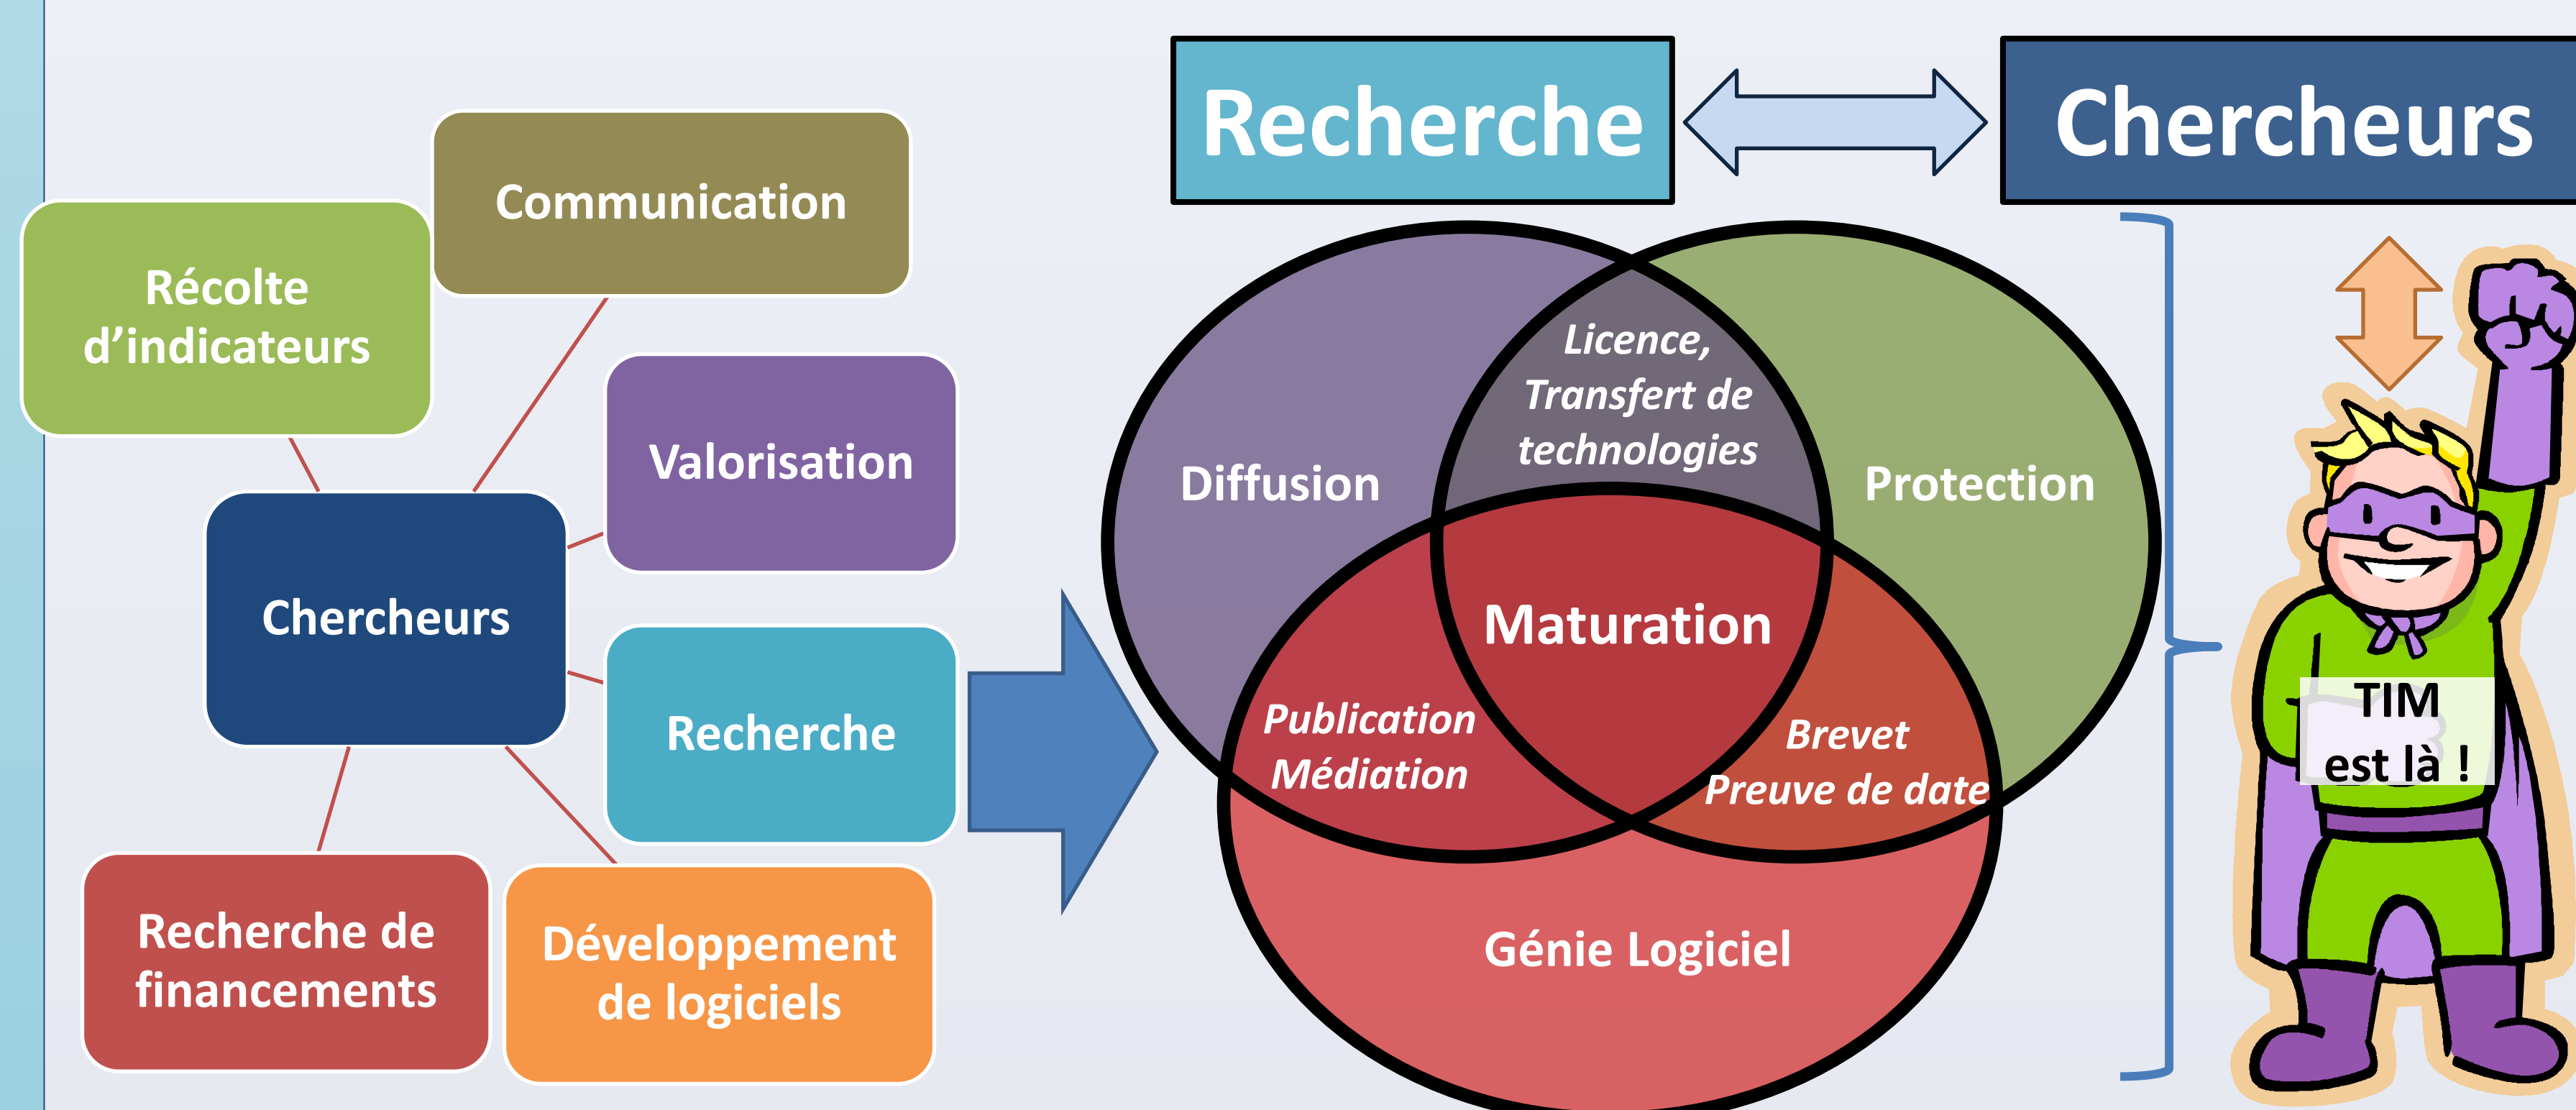 Communication
Récolte
d’indicateurs
Valorisation
Chercheurs
Recherche
Recherche de
financements
Développement
de logiciels
Recherche
Chercheurs
Licence,
Transfert de
technologies
Diffusion
Protection
Maturation
Publication
Médiation
Brevet
Preuve de date
Génie Logiciel
TIM
est là !